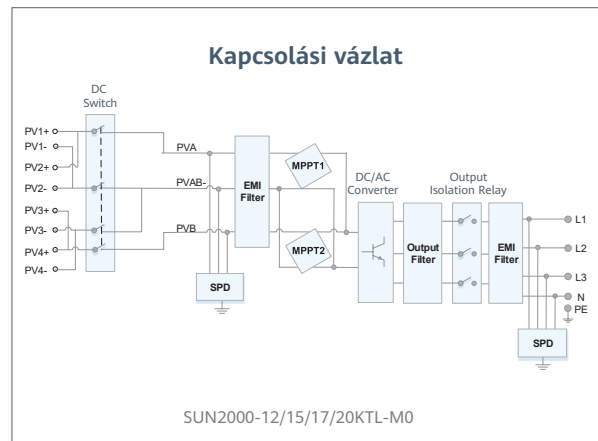 Kapcsolási vázlat
DC
Switch
PV1+
PV1-
PV2+
PV2-
PV3+
PV3-
PV4+
PV4-
PVA
PVAB-
PVB
SPD
EMI
Filter
MPPT1
MPPT2
DC/AC
Converter
Output
Filter
Output
Isolation Relay
EMI
Filter
L1
L2
L3
N
PE
SPD
SUN2000-12/15/17/20KTL-M0